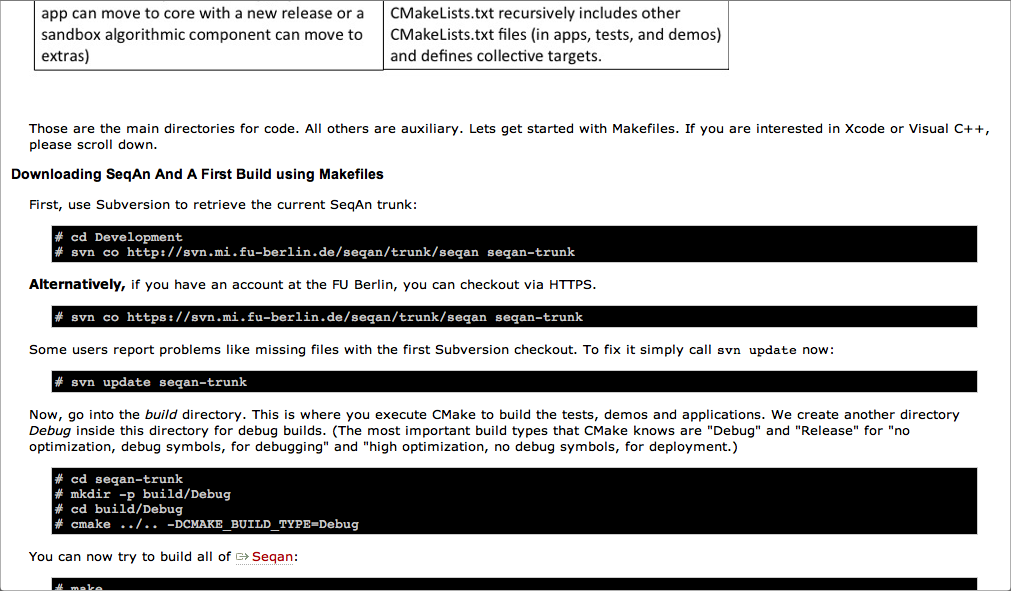 app can move to core with a new release or a
sandbox algorithmic component can move to
extras)
CMakeLists.txt recursively includes other
CMakeLists.txt files (in apps, tests, and demos)
and defines collective targets.
Those are the main directories for code. All others are auxiliary. Lets get started with Makefiles. If you are interested in Xcode or Visual C++,
please scroll down.
Downloading SeqAn And A First Build using Makefiles
First, use Subversion to retrieve the current SeqAn trunk:
# cd Development
# svn co http://svn.mi.fu-berlin.de/seqan/trunk/seqan seqan-trunk
Alternatively, if you have an account at the FU Berlin, you can checkout via HTTPS.
# svn co https://svn.mi.fu-berlin.de/seqan/trunk/seqan seqan-trunk
Some users report problems like missing files with the first Subversion checkout. To fix it simply call svn update now:
# svn update seqan-trunk
Now, go into the build directory. This is where you execute CMake to build the tests, demos and applications. We create another directory
Debug inside this directory for debug builds. (The most important build types that CMake knows are "Debug" and "Release" for "no
optimization, debug symbols, for debugging" and "high optimization, no debug symbols, for deployment.)
# cd seqan-trunk
# mkdir -p build/Debug
# cd build/Debug
# cmake ../.. -DCMAKE_BUILD_TYPE=Debug
You can now try to build all of Seqan:
# make